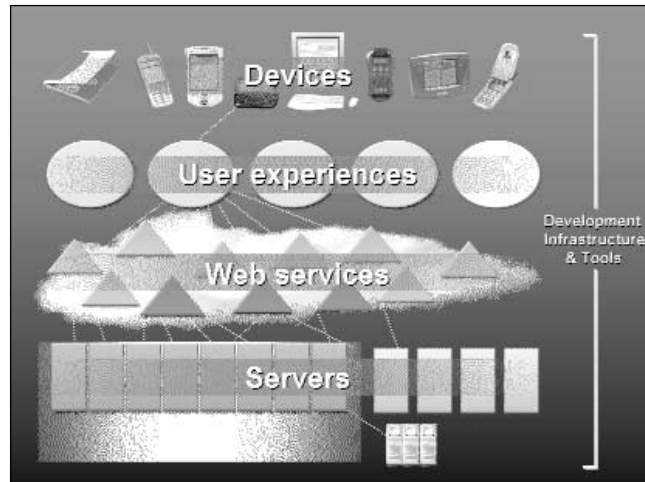 Devices
User experiences
Development
Infrastructure
& Tools
Web services
Servers